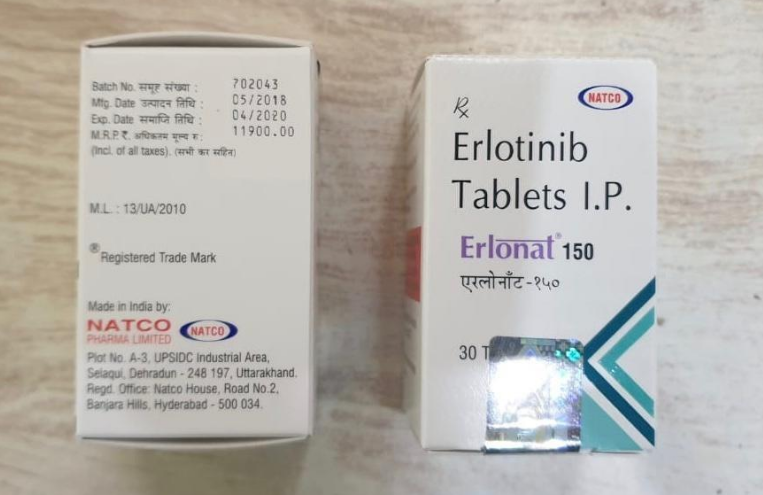 Batch No. समूह संख्या : 702043
Mfg. Date उत्पादन तिथि : 05/2018
Exp. Date समाप्ति तिथि : 04/2020
M.R.P. ₹. अधिकतम मूल्य रु: 11900.00
(Incl. of all taxes). (सभी कर सहित)
M.L. : 13/UA/2010
® Registered Trade Mark
Made in India by:
NATCO
PHARMA LIMITED
NATCO
Plot No. A-3, UPSIDC Industrial Area,
Selaqui, Dehradun - 248 197, Uttarakhand.
Regd. Office: Natco House, Road No.2,
Banjara Hills, Hyderabad - 500 034.
NATCO
Rx
Erlotinib
Tablets I.P.
Erlonat® 150
एरलोनॉट -१५०
30 T